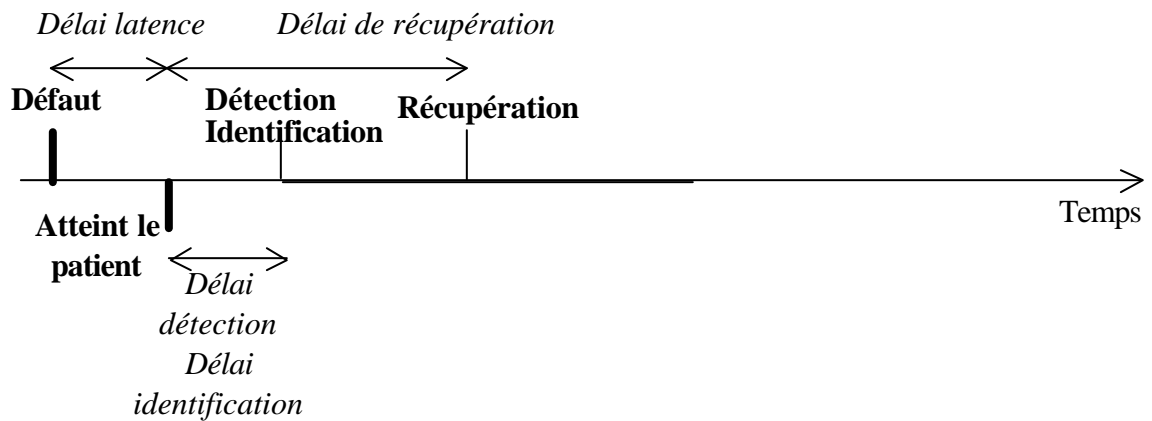 Délai latence
Délai de récupération
Défaut
Détection
Identification
Récupération
Temps
Atteint le
patient
Délai
détection
Délai
identification